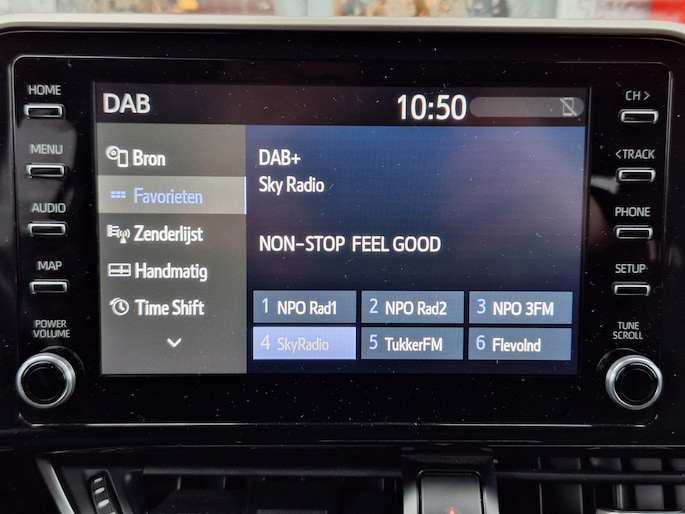 HOME
MENU
AUDIO
MAP
POWER
VOLUME
DAB
10:50
Bron
Favorieten
Zenderlijst
Handmatig
Time Shift
DAB+
Sky Radio
NON-STOP FEEL GOOD
1 NPO Rad1
2 NPO Rad2
3 NPO 3FM
4 SkyRadio
5 TukkerFM
6 Flevolnd
CH >
< TRACK
PHONE
SETUP
TUNE
SCROLL